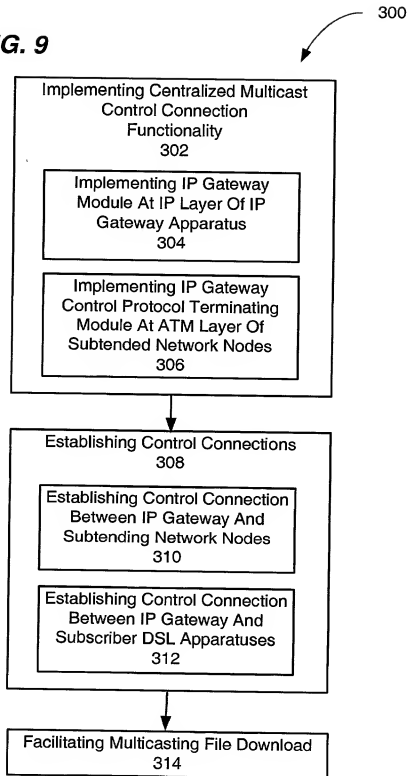 300
G. 9
Implementing Centralized Multicast
Control Connection
Functionality
302
Implementing IP Gateway
Module At IP Layer Of IP
Gateway Apparatus
304
Implementing IP Gateway
Control Protocol Terminating
Module At ATM Layer Of
Subtended Network Nodes
306
Establishing Control Connections
308
Establishing Control Connection
Between IP Gateway And
Subtending Network Nodes
310
Establishing Control Connection
Between IP Gateway And
Subscriber DSL Apparatuses
312
Facilitating Multicasting File Download
314